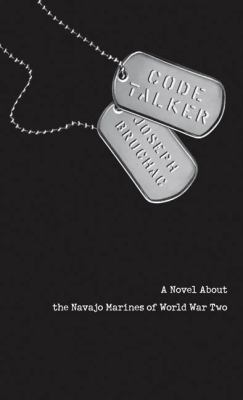 CODE
TALKER
JOSEPH
BRUCHAC
A Novel About
the Navajo Marines of World War Two